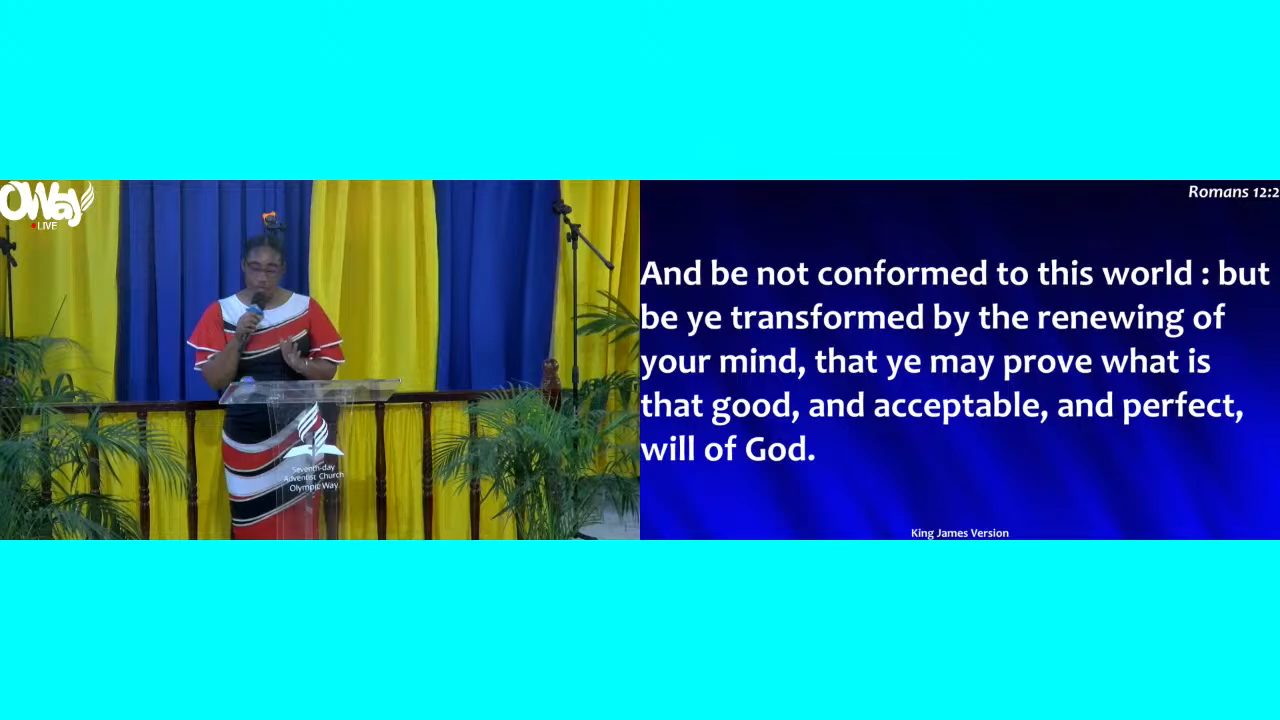 OWay
LIVE
Seventh-day
Adventist Church
Olympic Way
Romans 12:2
And be not conformed to this world : but
be ye transformed by the renewing of
your mind, that ye may prove what is
that good, and acceptable, and perfect,
will of God.
King James Version